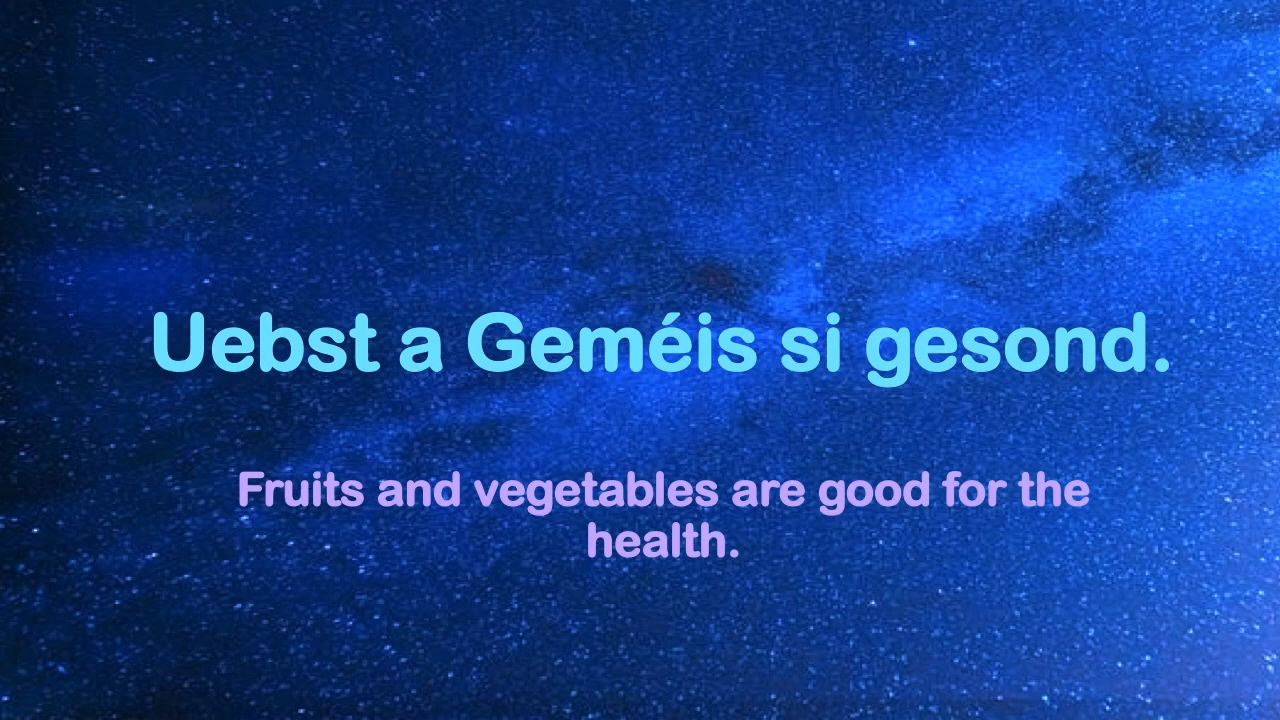 Uebst a Geméis si gesond.
Fruits and vegetables are good for the
health.